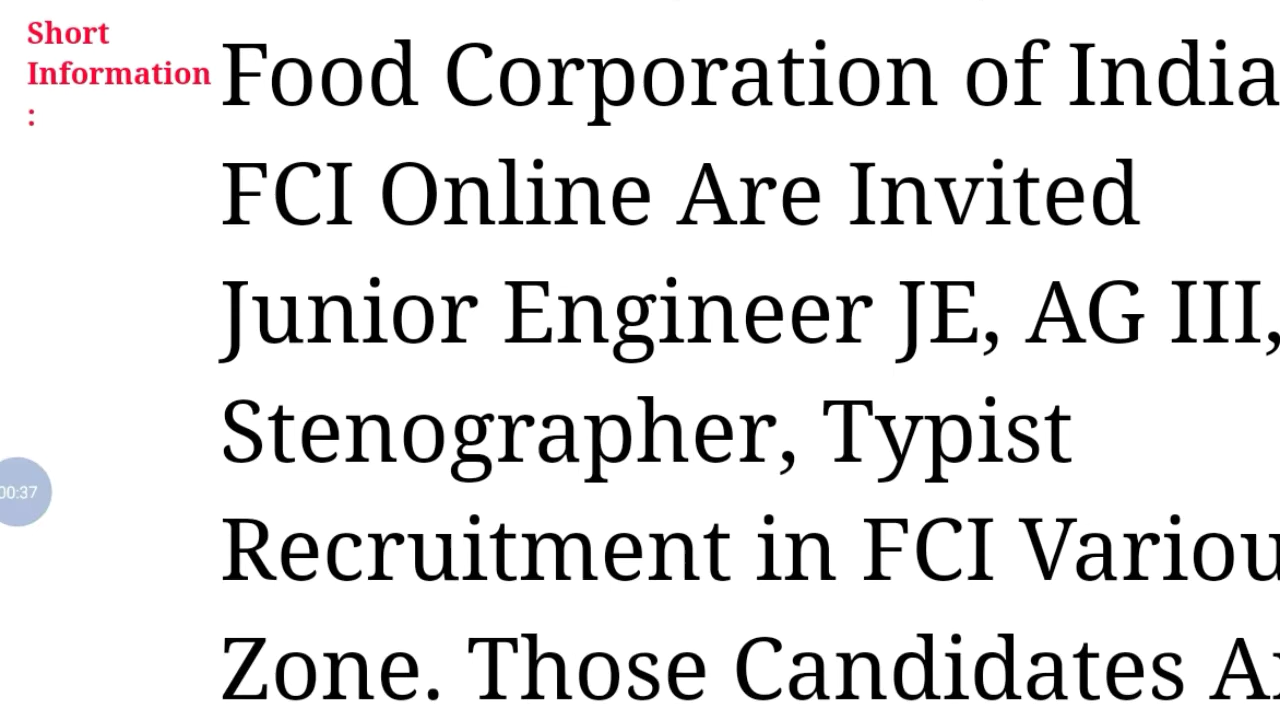 Short
Information
:
Food Corporation of India
FCI Online Are Invited
Junior Engineer JE, AG III,
Stenographer, Typist
Recruitment in FCI
Zone. Those Candidates
00:37